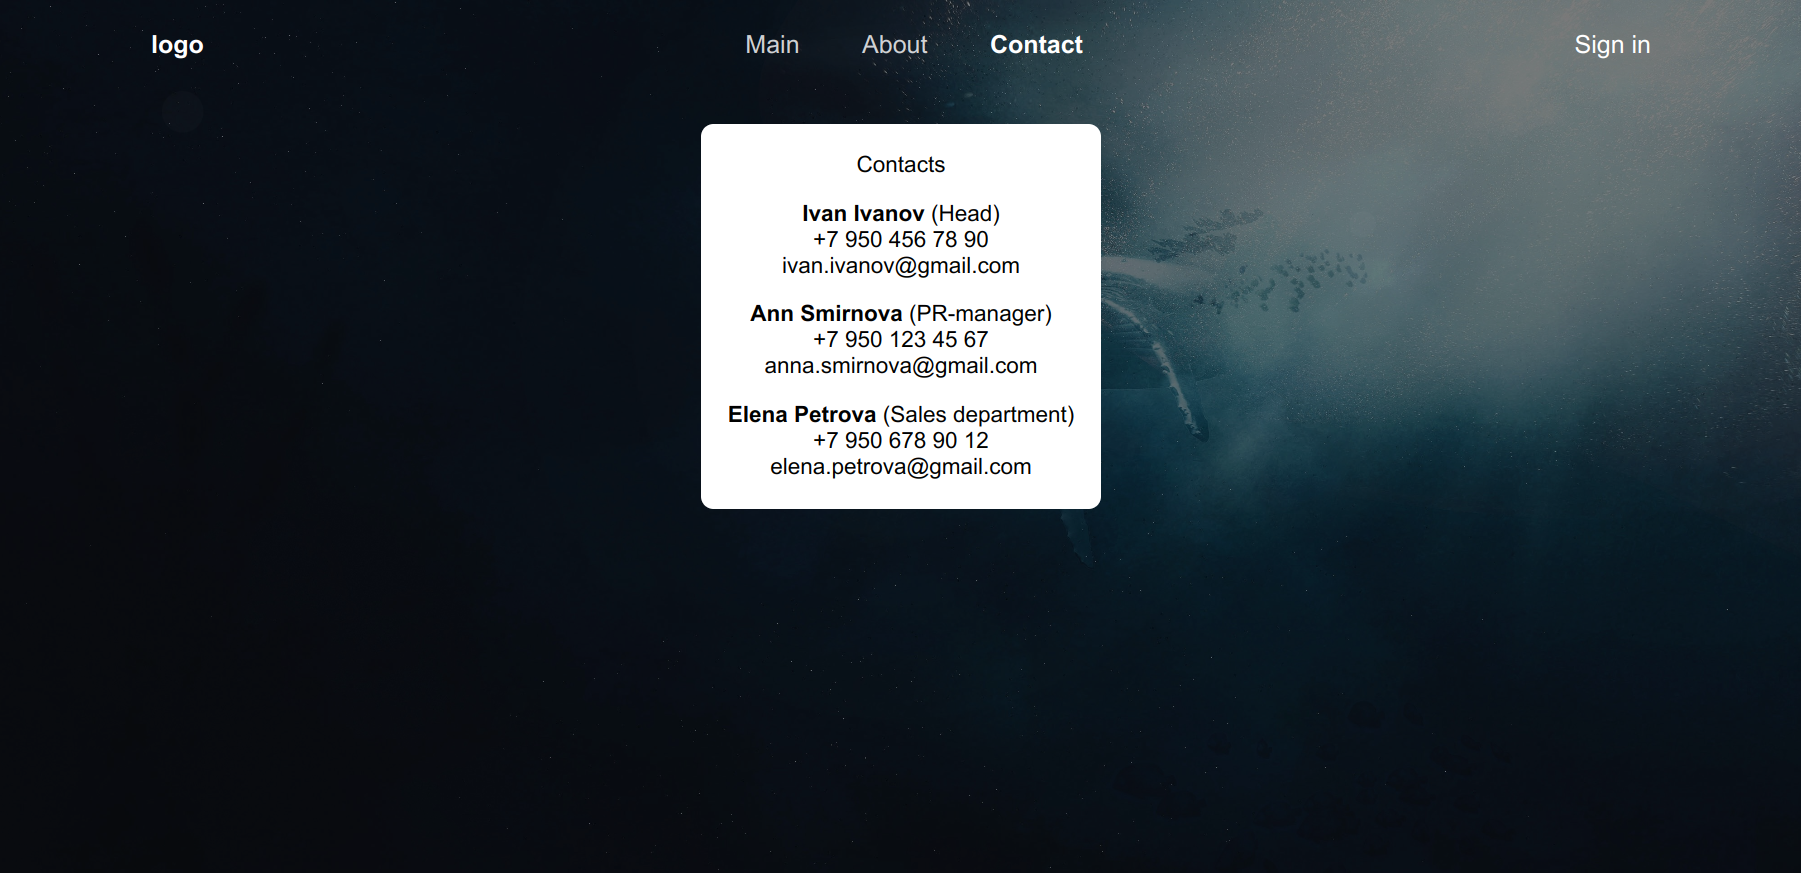 logo Main About Contact Sign in
Contacts
Ivan Ivanov (Head)
+7 950 456 78 90
ivan.ivanov@gmail.com
Ann Smirnova (PR-manager)
+7 950 123 45 67
anna.smirnova@gmail.com
Elena Petrova (Sales department)
+7 950 678 90 12
elena.petrova@gmail.com